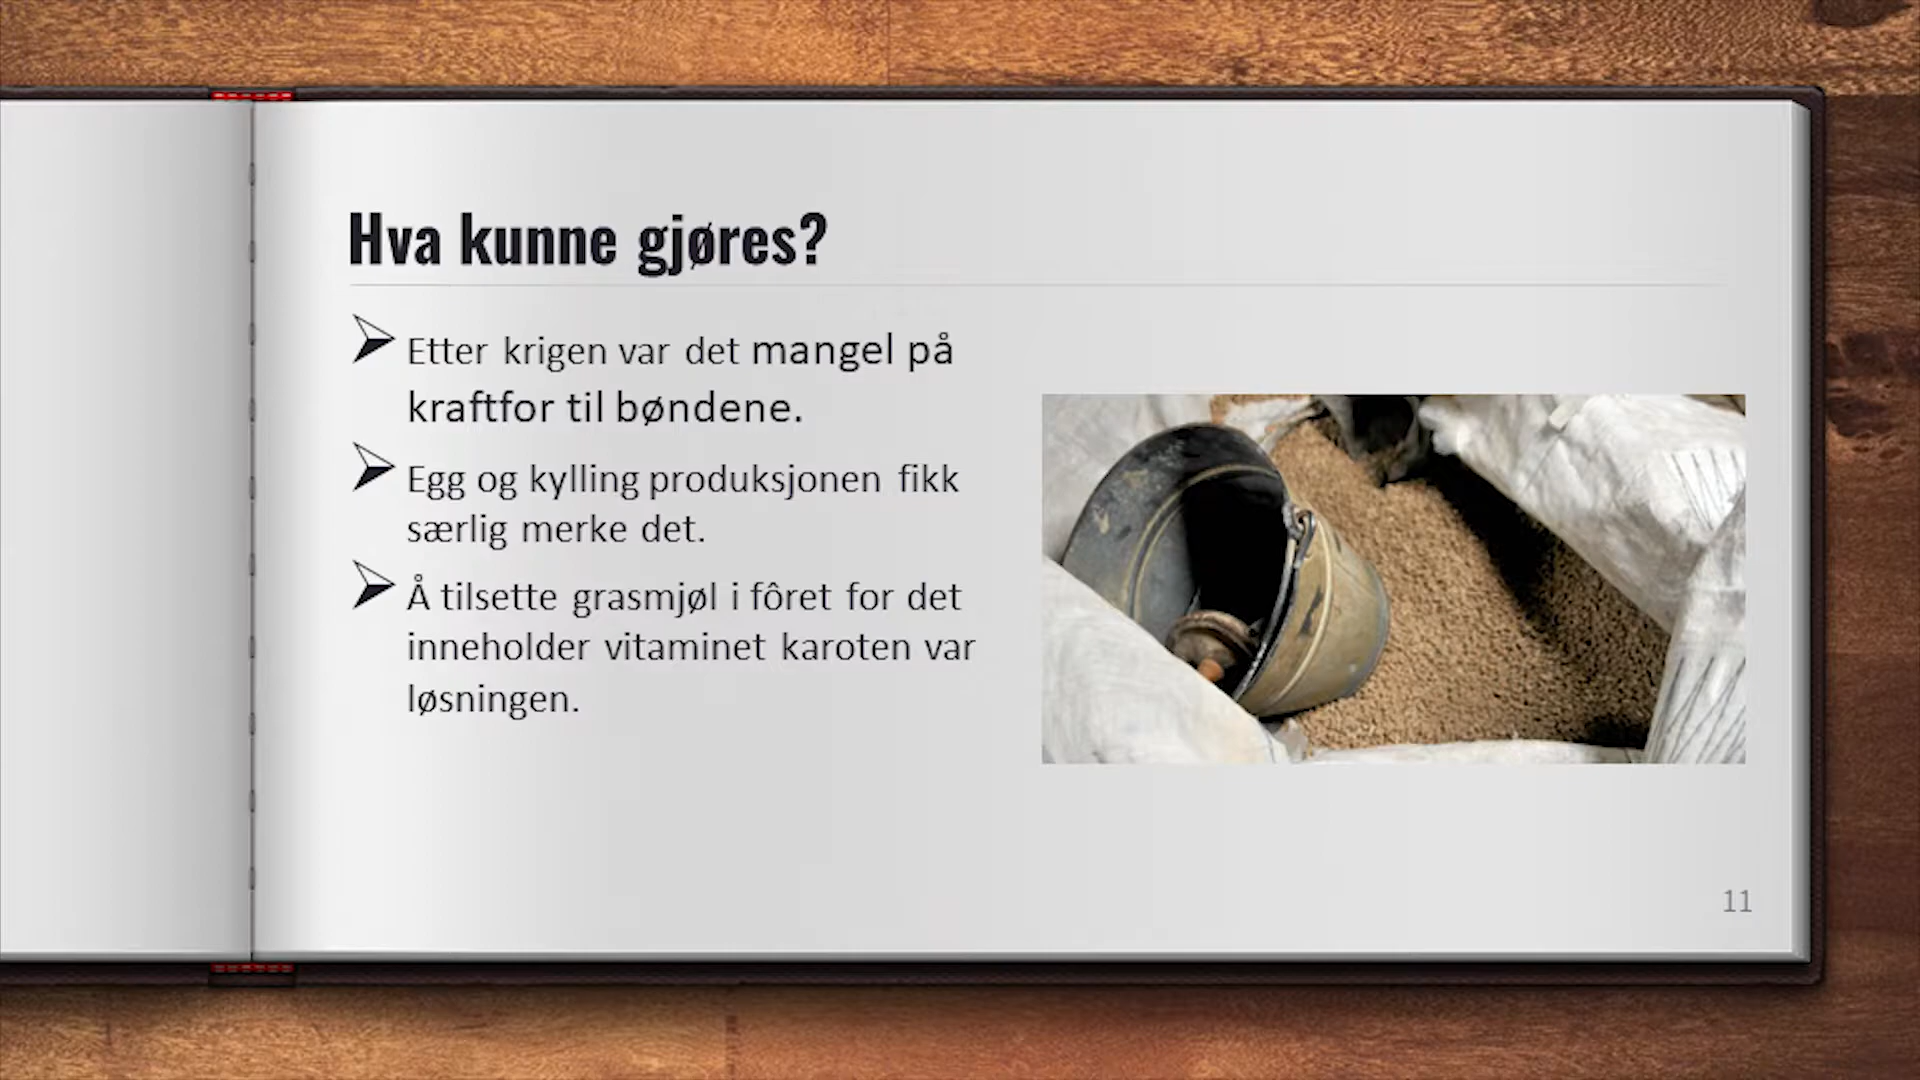 Hva kunne gjøres?
Etter krigen var det mangel på
kraftfor til bøndene.
Egg og kylling produksjonen fikk
særlig merke det.
Å tilsette grasmjøl i fôret for det
inneholder vitaminet karoten var
løsningen.
11